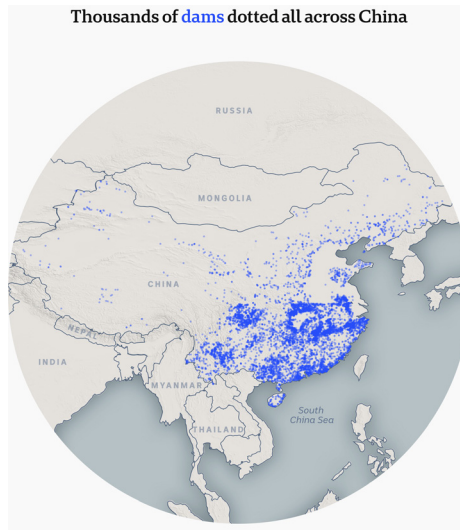 Thousands of dams dotted all across China
RUSSIA
MONGOLIA
CHINA
NEPAL
INDIA
MYANMAR
THAILAND
South
China Sea